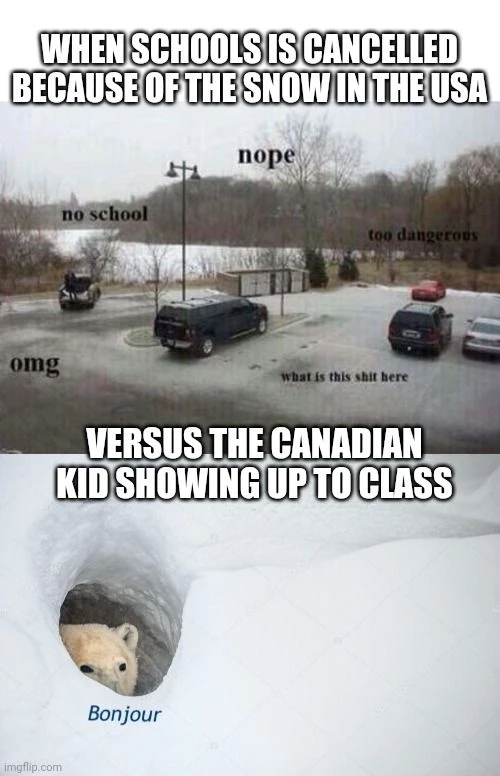 WHEN SCHOOLS IS CANCELLED
BECAUSE OF THE SNOW IN THE USA
nope
no school
too dangerous
omg
what is this shit here
VERSUS THE CANADIAN
KID SHOWING UP TO CLASS
Bonjour
imgflip.com